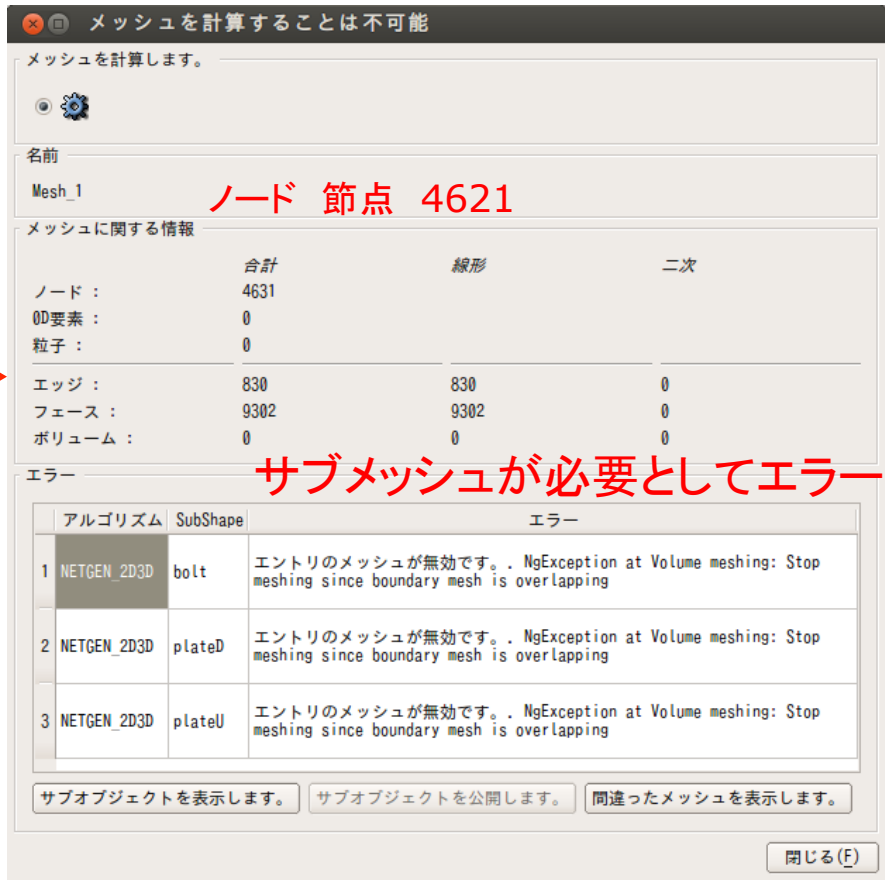 メッシュを計算することは不可能
メッシュを計算します。
名前
Mesh_1
ノード 節点 4621
メッシュに関する情報
合計 線形 二次
ノード : 4631
0D要素 : 0
粒子 : 0
エッジ : 830 830 0
フェース : 9302 9302 0
ボリューム : 0 0 0
サブメッシュが必要としてエラー
エラー
アルゴリズム SubShape エラー
1 NETGEN_2D3D bolt エントリのメッシュが無効です。. NgException at Volume meshing: Stop
meshing since boundary mesh is overlapping
2 NETGEN_2D3D plateD エントリのメッシュが無効です。. NgException at Volume meshing: Stop
meshing since boundary mesh is overlapping
3 NETGEN_2D3D plateU エントリのメッシュが無効です。. NgException at Volume meshing: Stop
meshing since boundary mesh is overlapping
サブオブジェクトを表示します。 サブオブジェクトを公開します。 間違ったメッシュを表示します。
閉じる(F)